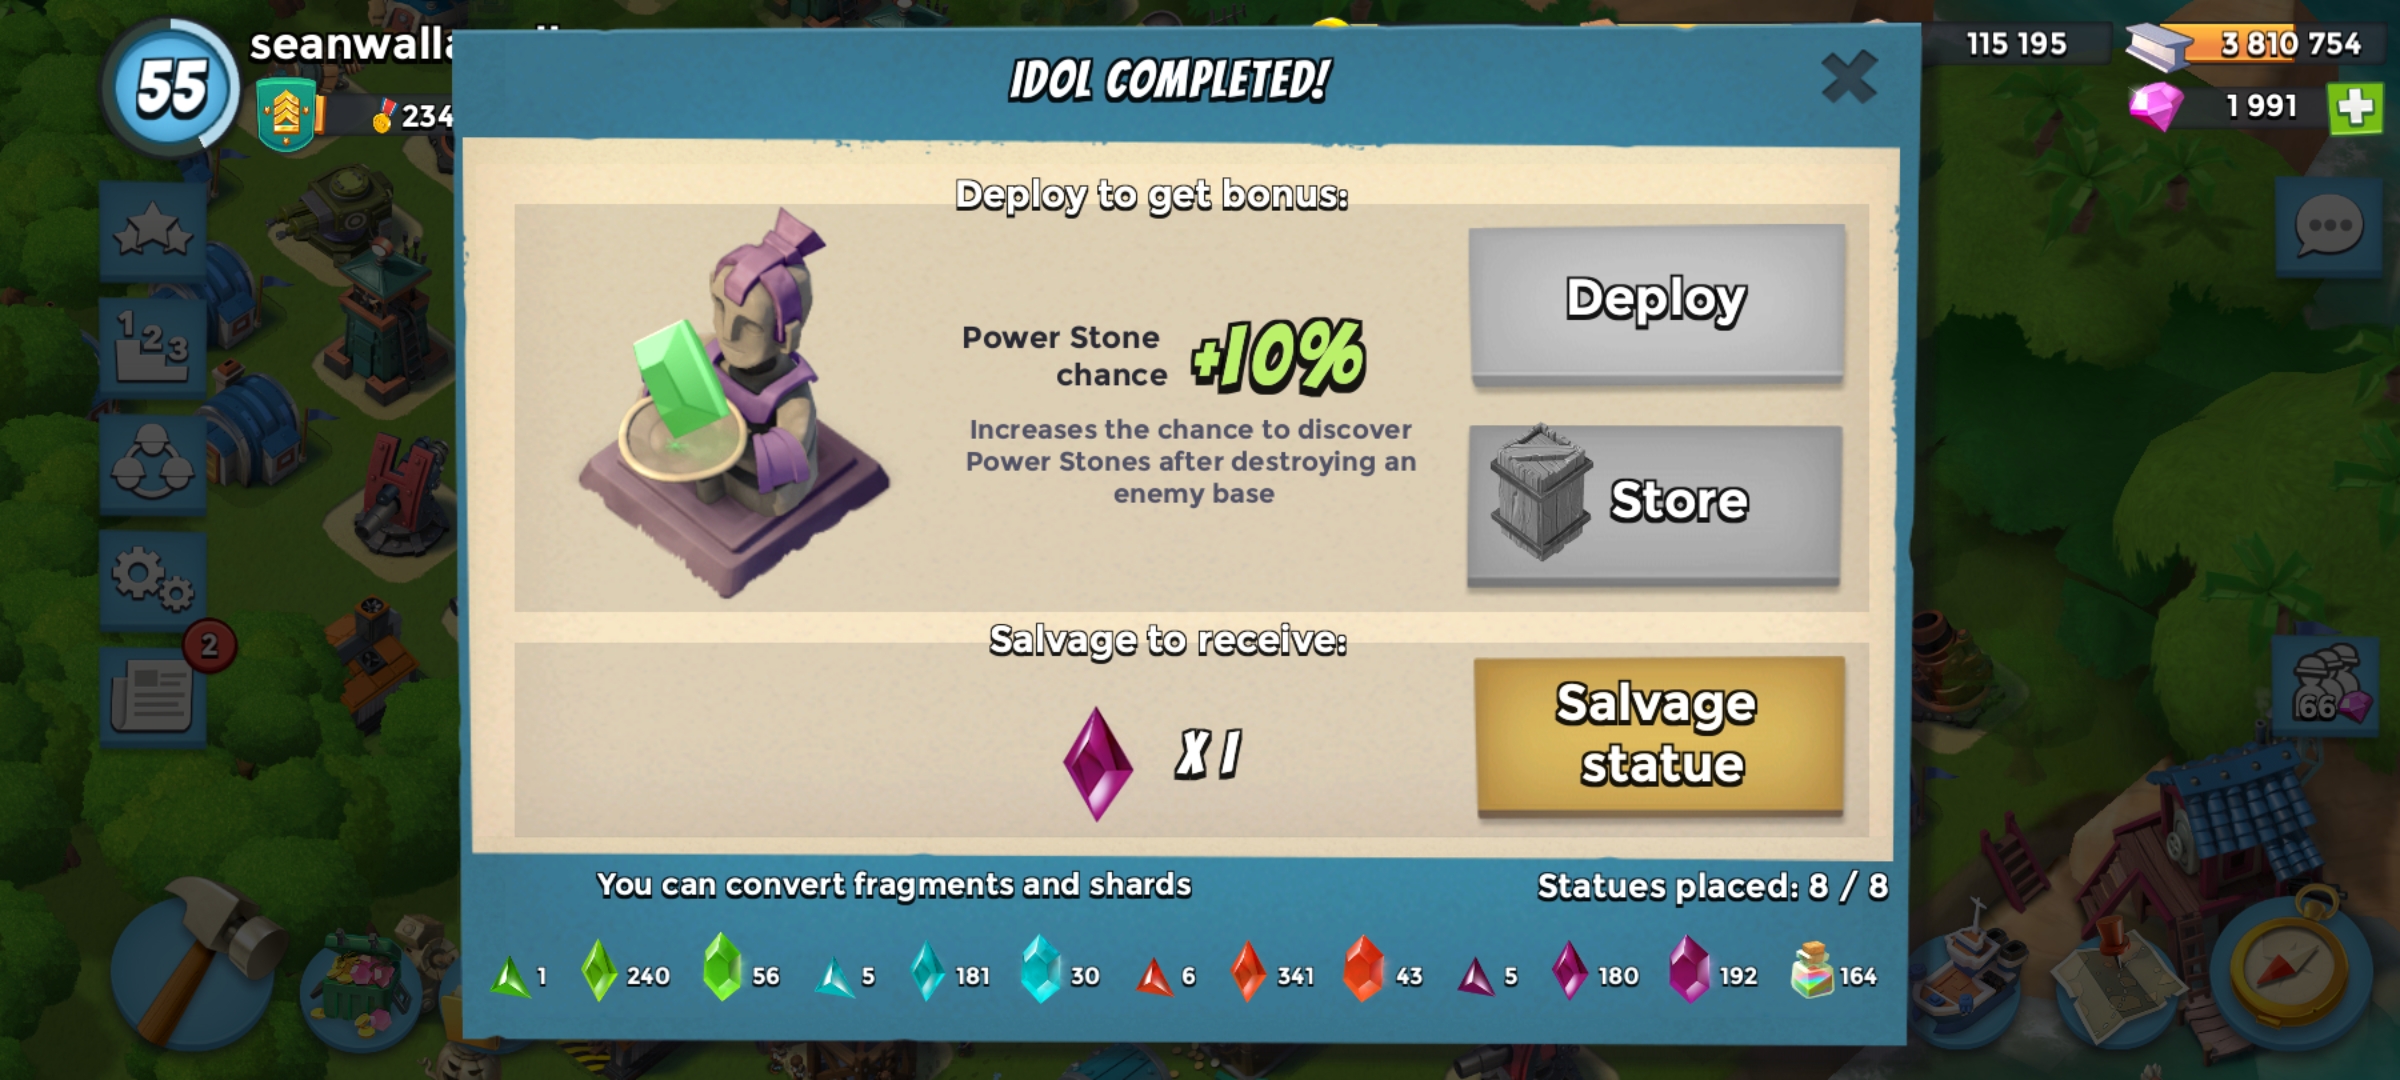 55
IDOL COMPLETED!
115 195
3 810 754
234
1 991
Deploy to get bonus:
Deploy
Power Stone
chance
+10%
Increases the chance to discover
Power Stones after destroying an
enemy base
Store
1 2 3
2
Salvage to receive:
X 1
Salvage
statue
66
You can convert fragments and shards
Statues placed: 8 / 8
1 240 56 5 181 30 6 341 43 5 180 192 164